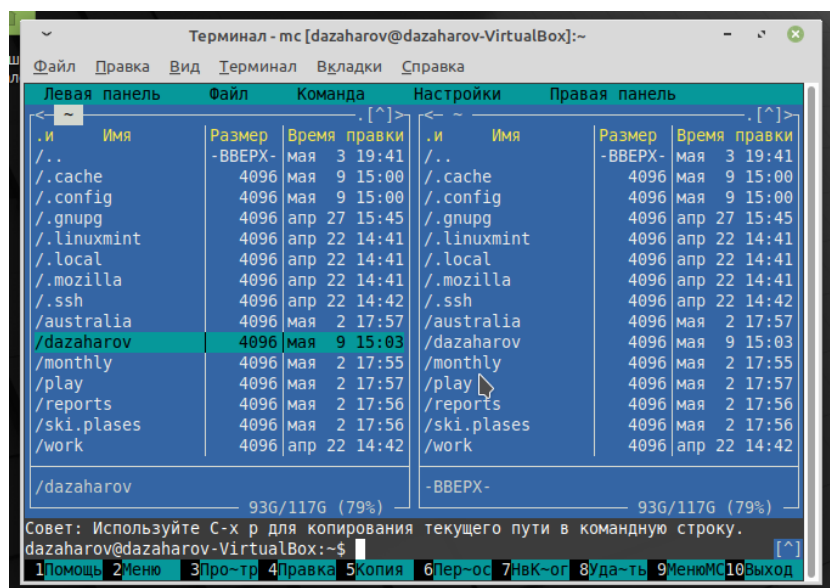 Терминал - mc [dazaharov@dazaharov-VirtualBox]:~
Файл Правка Вид Терминал Вкладки Справка
Левая панель Файл Команда Настройки Правая панель
<- ~ .[^]> <- ~ .[^]>
.и Имя Размер Время правки .и Имя Размер Время правки
/.. -ВВЕРХ- мая 3 19:41 /.. -ВВЕРХ- мая 3 19:41
/.cache 4096 мая 9 15:00 /.cache 4096 мая 9 15:00
/.config 4096 мая 9 15:00 /.config 4096 мая 9 15:00
/.gnupg 4096 апр 27 15:45 /.gnupg 4096 апр 27 15:45
/.linuxmint 4096 апр 22 14:41 /.linuxmint 4096 апр 22 14:41
/.local 4096 апр 22 14:41 /.local 4096 апр 22 14:41
/.mozilla 4096 апр 22 14:41 /.mozilla 4096 апр 22 14:41
/.ssh 4096 апр 22 14:42 /.ssh 4096 апр 22 14:42
/australia 4096 мая 2 17:57 /australia 4096 мая 2 17:57
/dazaharov 4096 мая 9 15:03 /dazaharov 4096 мая 9 15:03
/monthly 4096 мая 2 17:55 /monthly 4096 мая 2 17:55
/play 4096 мая 2 17:57 /play 4096 мая 2 17:57
/reports 4096 мая 2 17:56 /reports 4096 мая 2 17:56
/ski.plases 4096 мая 2 17:56 /ski.plases 4096 мая 2 17:56
/work 4096 апр 22 14:42 /work 4096 апр 22 14:42
/dazaharov -ВВЕРХ-
93G/117G (79%) 93G/117G (79%)
Совет: Используйте C-x p для копирования текущего пути в командную строку.
dazaharov@dazaharov-VirtualBox:~$ [^]
1Помощь 2Меню 3Про~тр 4Правка 5Копия 6Пер~ос 7НвК~ог 8Уда~ть 9МенюMC 10Выход